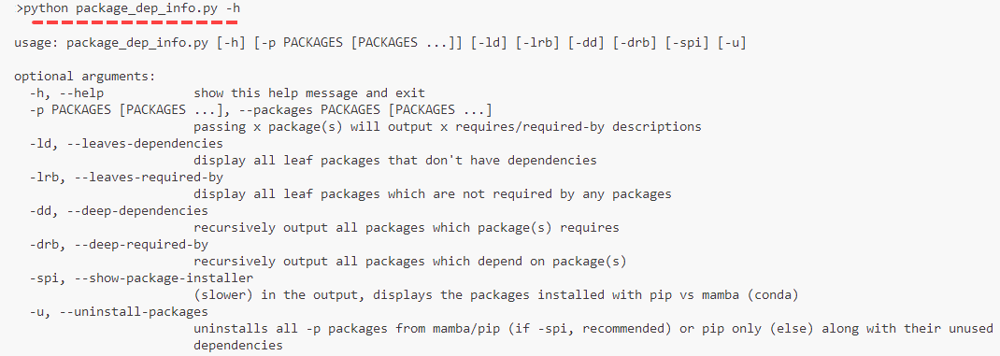 >python package_dep_info.py -h
usage: package_dep_info.py [-h] [-p PACKAGES [PACKAGES ...]] [-ld] [-lrb] [-dd] [-drb] [-spi] [-u]
optional arguments:
-h, --help show this help message and exit
-p PACKAGES [PACKAGES ...], --packages PACKAGES [PACKAGES ...]
passing x package(s) will output x requires/required-by descriptions
-ld, --leaves-dependencies
display all leaf packages that don't have dependencies
-lrb, --leaves-required-by
display all leaf packages which are not required by any packages
-dd, --deep-dependencies
recursively output all packages which package(s) requires
-drb, --deep-required-by
recursively output all packages which depend on package(s)
-spi, --show-package-installer
(slower) in the output, displays the packages installed with pip vs mamba (conda)
-u, --uninstall-packages
uninstalls all -p packages from mamba/pip (if -spi, recommended) or pip only (else) along with their unused
dependencies